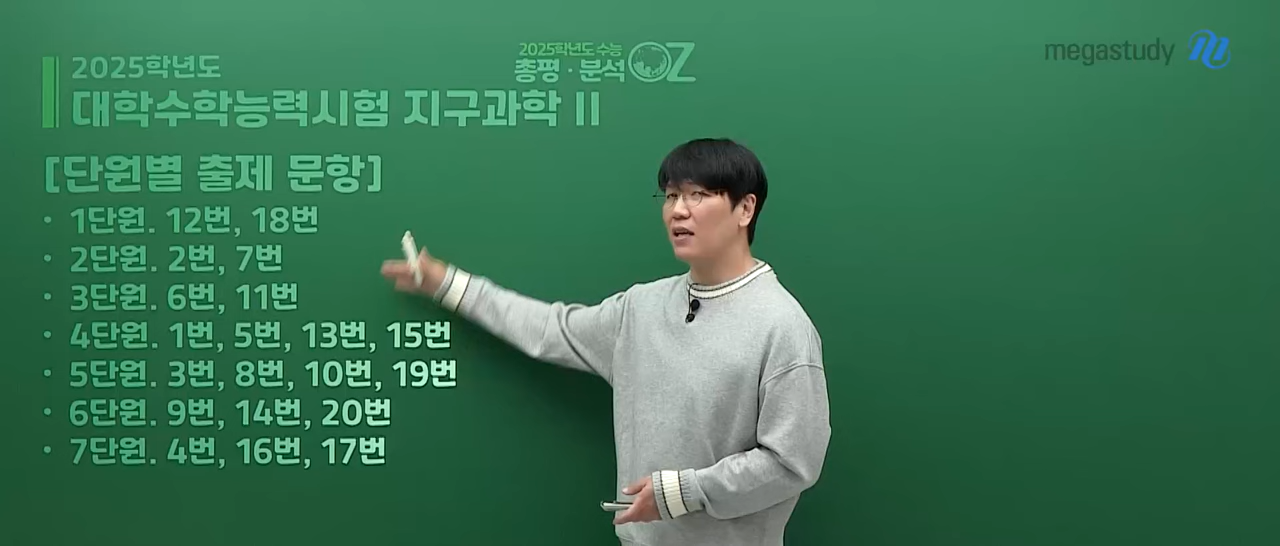 2025학년도
대학수학능력시험 지구과학 II
2025학년도 수능
총평·분석 OZ
megastudy
[단원별 출제 문항]
• 1단원. 12번, 18번
• 2단원. 2번, 7번
• 3단원. 6번, 11번
• 4단원. 1번, 5번, 13번, 15번
• 5단원. 3번, 8번, 10번, 19번
• 6단원. 9번, 14번, 20번
• 7단원. 4번, 16번, 17번